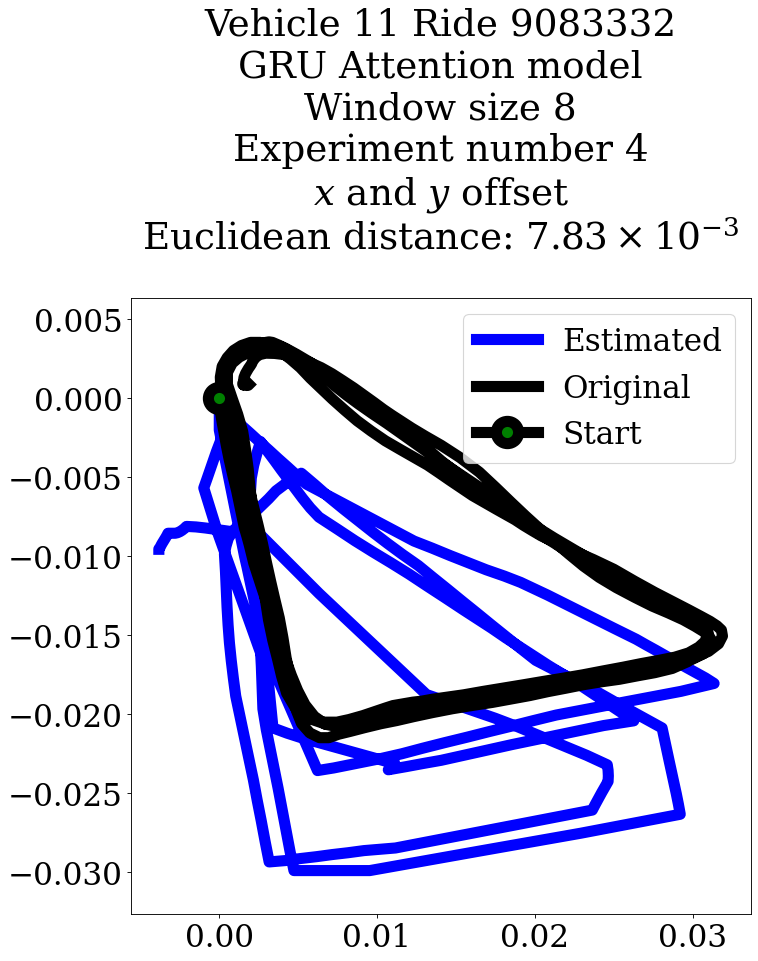 Vehicle 11 Ride 9083332
GRU Attention model
Window size 8
Experiment number 4
x and y offset
Euclidean distance: 7.83 × 10⁻³
0.005
0.000
−0.005
−0.010
−0.015
−0.020
−0.025
−0.030
Estimated
Original
Start
0.00 0.01 0.02 0.03